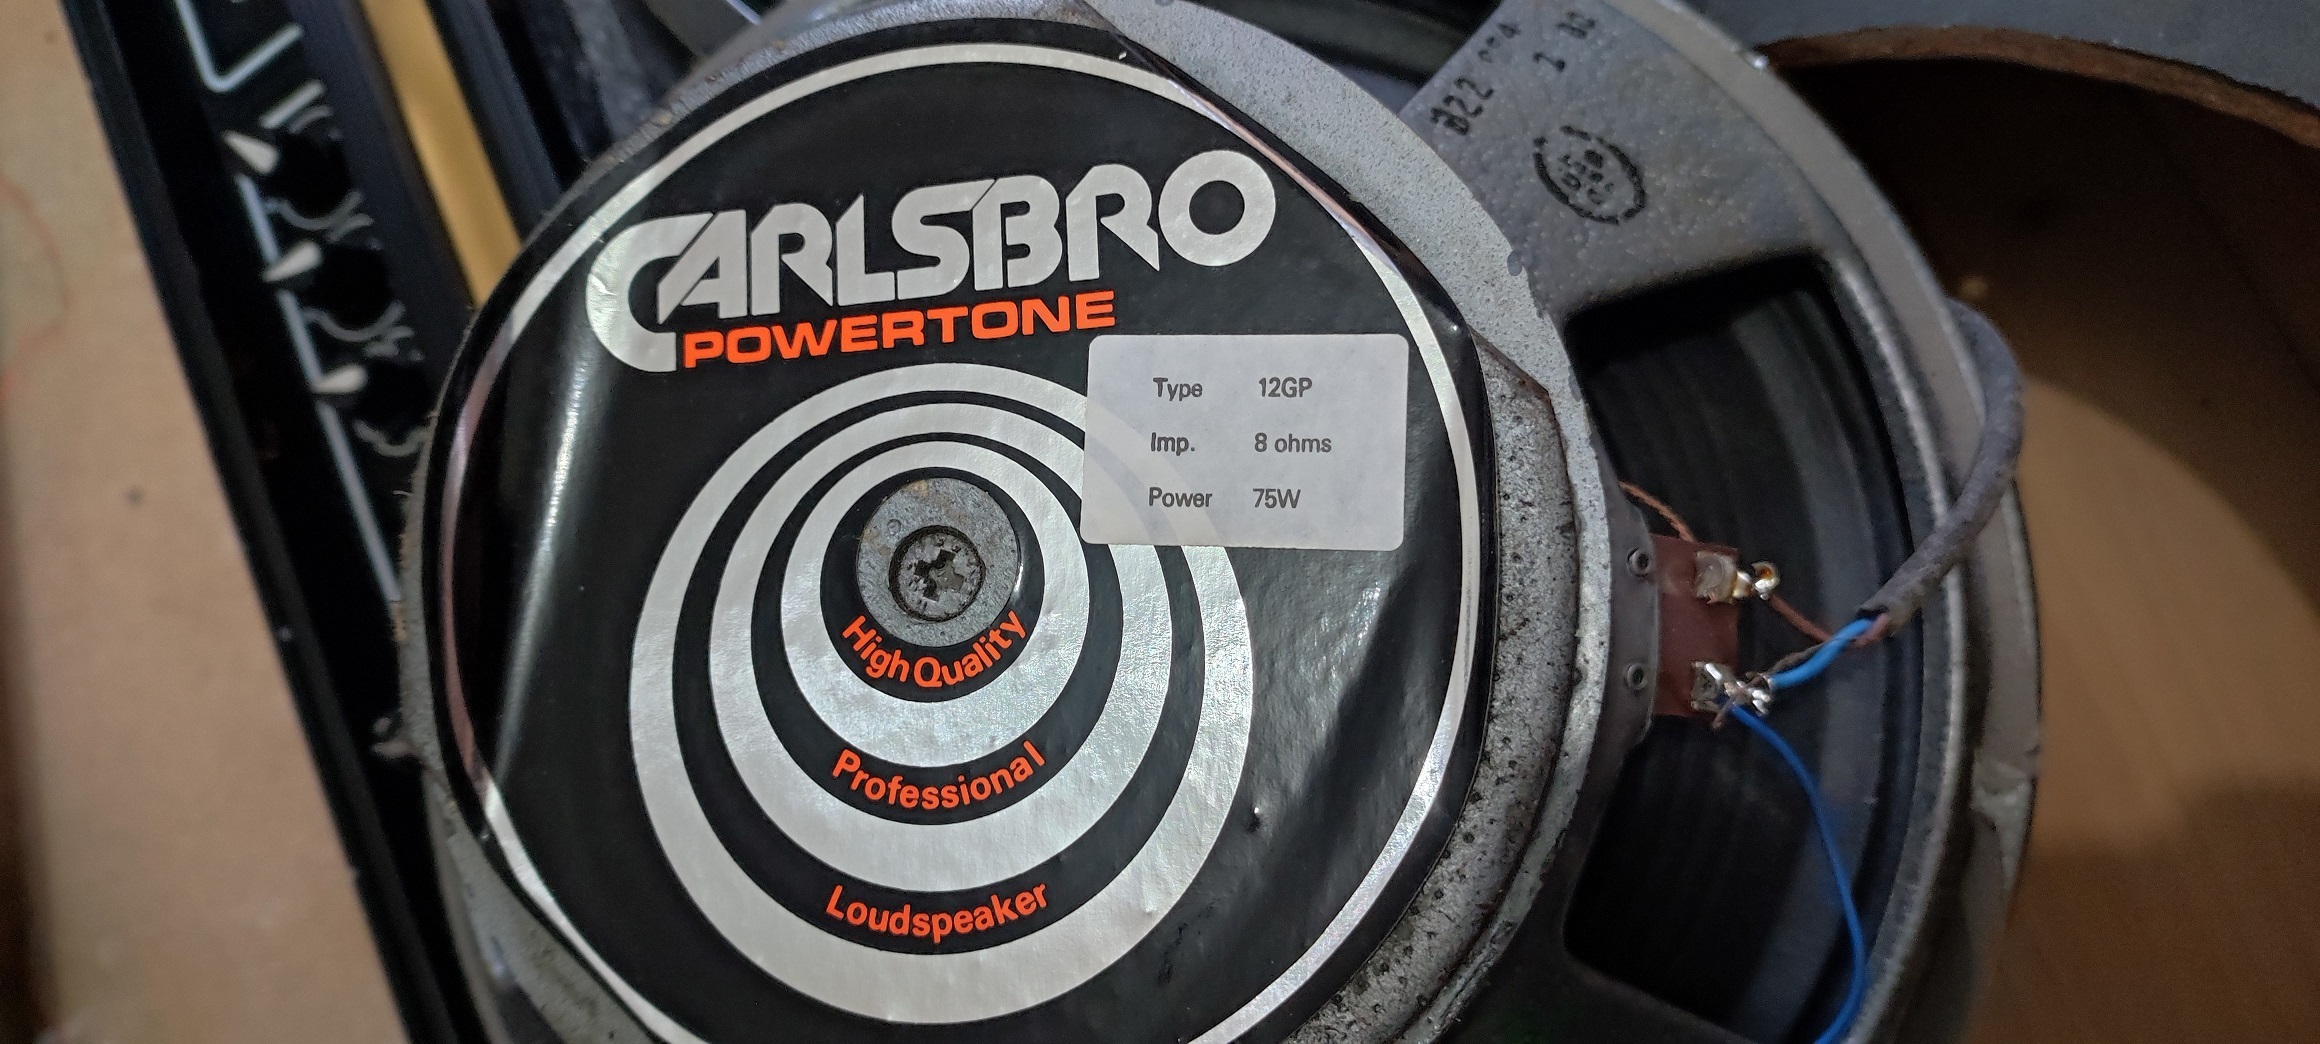 CARLSBRO
POWERTONE
Type 12GP
Imp. 8 ohms
Power 75W
High Quality
Professional
Loudspeaker